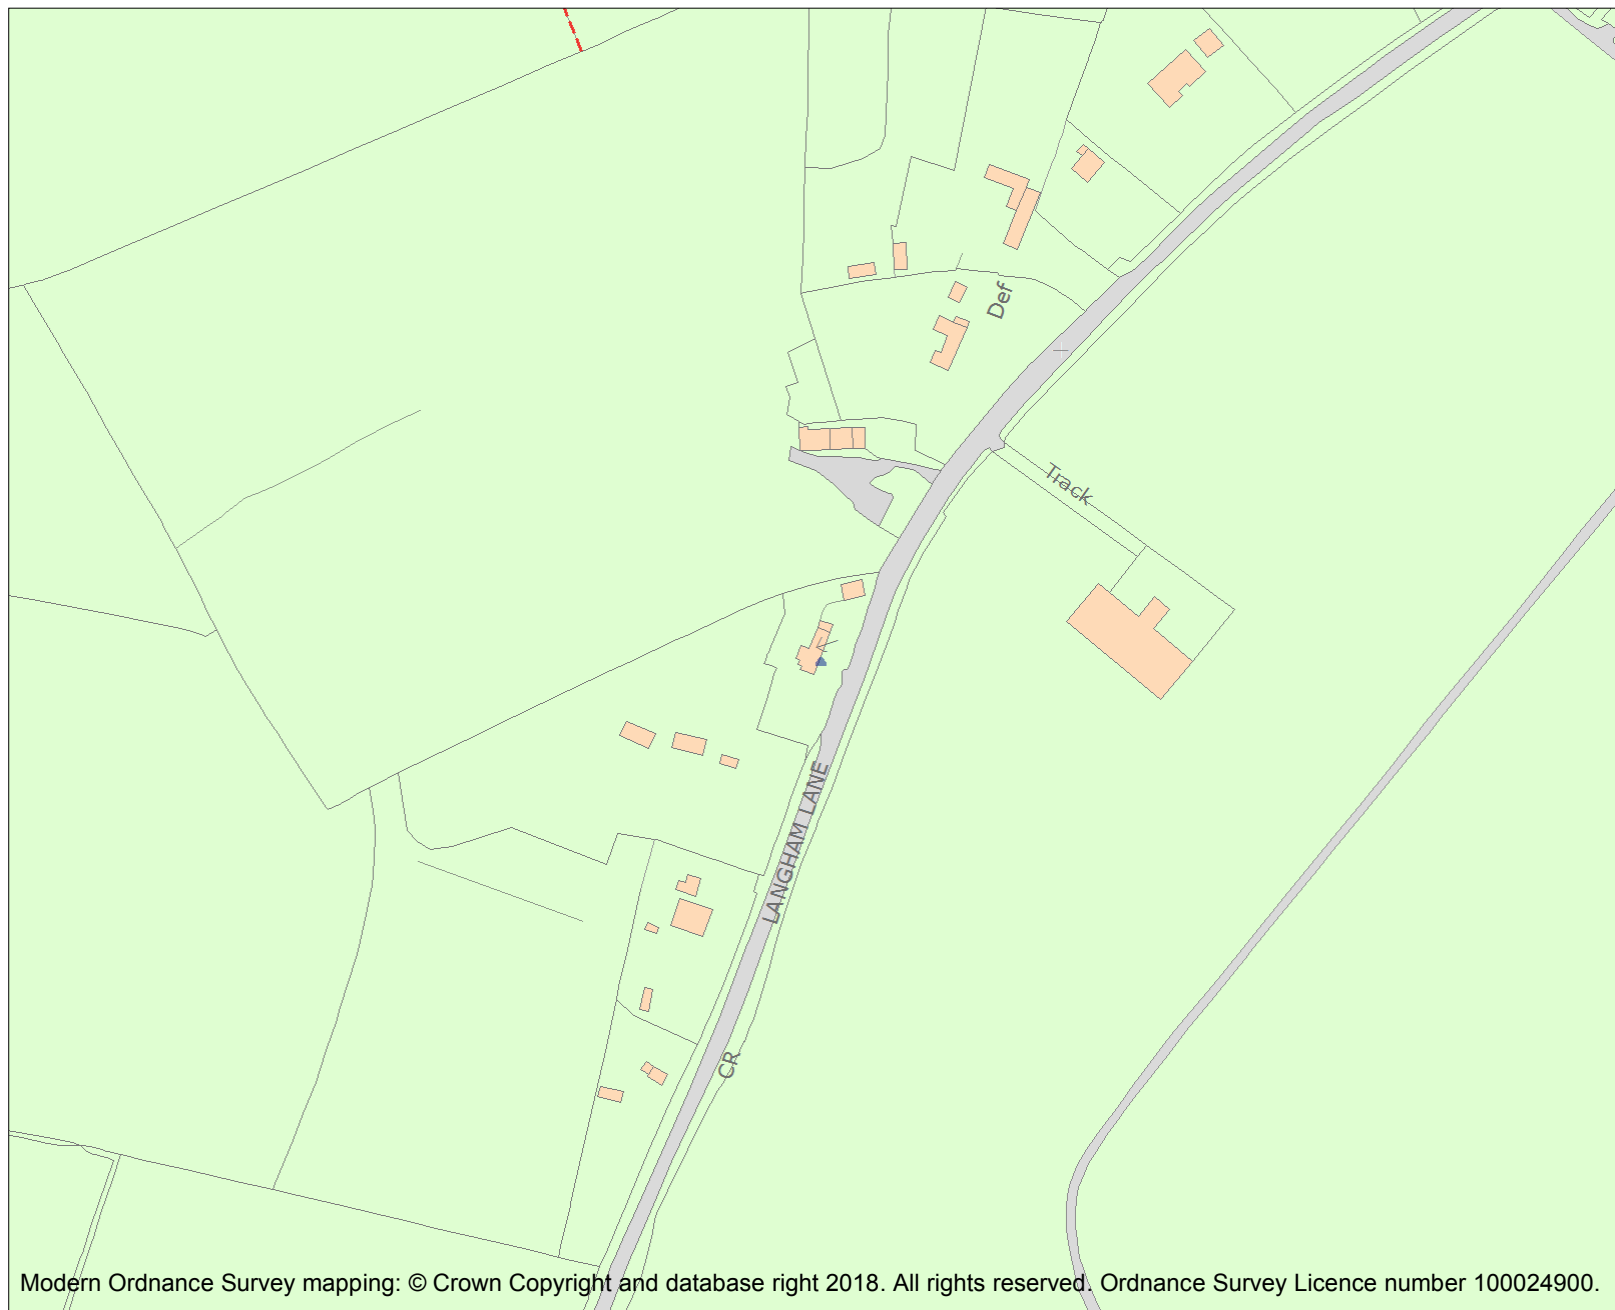 Def
Track
LANGHAM LANE
CR
Modern Ordnance Survey mapping: © Crown Copyright and database right 2018. All rights reserved. Ordnance Survey Licence number 100024900.